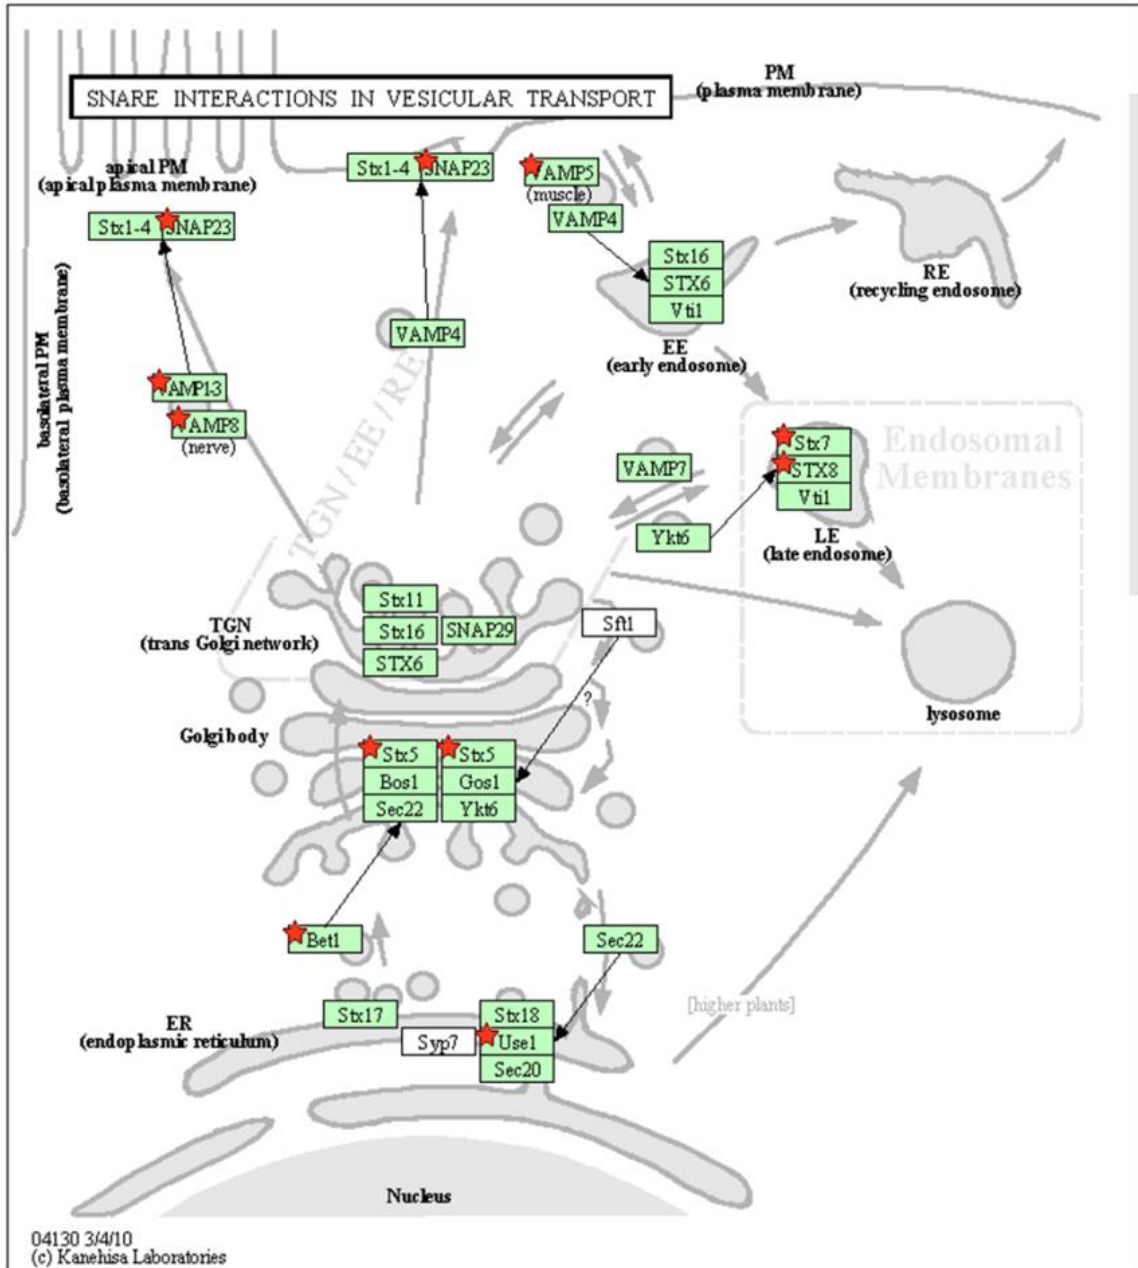 SNARE INTERACTIONS IN VESICULAR TRANSPORT
PM
(plasma membrane)
apical PM
(apical plasma membrane)
Stx1-4
SNAP23
Stx1-4
SNAP23
VAMP5
(muscle)
VAMP4
Stx16
STX6
Vti1
RE
(recycling endosome)
basolateral PM
(basolateral plasma membrane)
VAMP4
EE
(early endosome)
VAMP1-3
VAMP8
(nerve)
TGN/EE/RE
Endosomal
Membranes
Stx7
STX8
Vti1
VAMP7
Ykt6
LE
(late endosome)
TGN
(trans Golgi network)
Stx11
Stx16
SNAP29
STX6
Sft1
?
lysosome
Golgi body
Stx5
Bos1
Sec22
Stx5
Gos1
Ykt6
Bet1
Sec22
[higher plants]
ER
(endoplasmic reticulum)
Stx17
Syp7
Stx18
Use1
Sec20
Nucleus
04130 3/4/10
(c) Kanehisa Laboratories